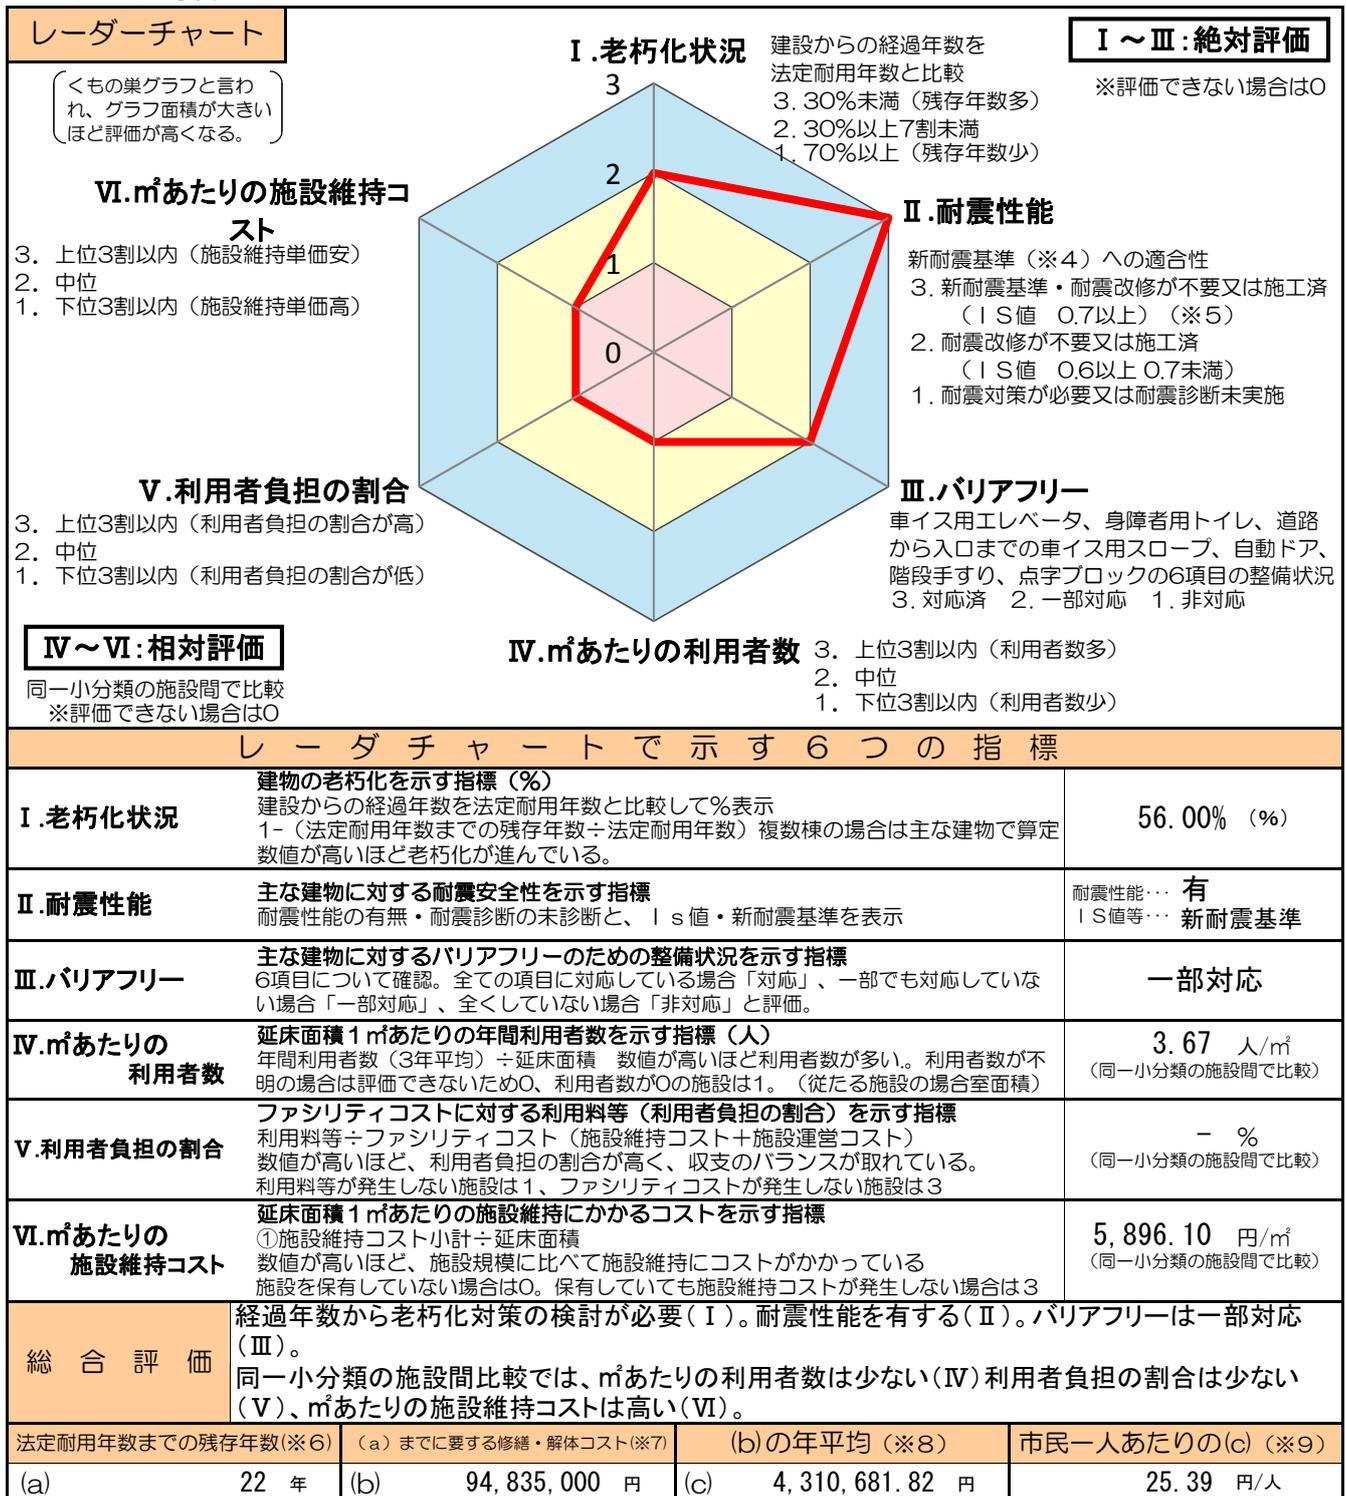 レーダーチャート
くもの巣グラフと言わ
れ、グラフ面積が大きい
ほど評価が高くなる。
Ⅰ～Ⅲ：絶対評価
※評価できない場合は0
Ⅰ.老朽化状況
建設からの経過年数を
法定耐用年数と比較
3. 30%未満（残存年数多）
2. 30%以上7割未満
1. 70%以上（残存年数少）
3
2
1
0
Ⅱ.耐震性能
新耐震基準（※4）への適合性
3. 新耐震基準・耐震改修が不要又は施工済
（ＩＳ値　0.7以上）（※5）
2. 耐震改修が不要又は施工済
（ＩＳ値　0.6以上 0.7未満）
1. 耐震対策が必要又は耐震診断未実施
Ⅲ.バリアフリー
車イス用エレベータ、身障者用トイレ、道路
から入口までの車イス用スロープ、自動ドア、
階段手すり、点字ブロックの6項目の整備状況
3. 対応済　2. 一部対応　1. 非対応
Ⅳ.㎡あたりの利用者数
3.　上位3割以内（利用者数多）
2.　中位
1.　下位3割以内（利用者数少）
Ⅴ.利用者負担の割合
3.　上位3割以内（利用者負担の割合が高）
2.　中位
1.　下位3割以内（利用者負担の割合が低）
Ⅵ.㎡あたりの施設維持コ
スト
3.　上位3割以内（施設維持単価安）
2.　中位
1.　下位3割以内（施設維持単価高）
Ⅳ～Ⅵ：相対評価
同一小分類の施設間で比較
※評価できない場合は0
レーダチャートで示す6つの指標
Ⅰ.老朽化状況
建物の老朽化を示す指標（%）
建設からの経過年数を法定耐用年数と比較して%表示
1-（法定耐用年数までの残存年数÷法定耐用年数）複数棟の場合は主な建物で算定
数値が高いほど老朽化が進んでいる。
56.00%（%）
Ⅱ.耐震性能
主な建物に対する耐震安全性を示す指標
耐震性能の有無・耐震診断の未診断と、Ｉｓ値・新耐震基準を表示
耐震性能･･･ 有
ＩＳ値等･･･ 新耐震基準
Ⅲ.バリアフリー
主な建物に対するバリアフリーのための整備状況を示す指標
6項目について確認。全ての項目に対応している場合「対応」、一部でも対応していな
い場合「一部対応」、全くしていない場合「非対応」と評価。
一部対応
Ⅳ.㎡あたりの
利用者数
延床面積１㎡あたりの年間利用者数を示す指標（人）
年間利用者数（3年平均）÷延床面積　数値が高いほど利用者数が多い。利用者数が不
明の場合は評価できないため0、利用者数が0の施設は1。（従たる施設の場合室面積）
3.67　人/㎡
（同一小分類の施設間で比較）
Ⅴ.利用者負担の割合
ファシリティコストに対する利用料等（利用者負担の割合）を示す指標
利用料等÷ファシリティコスト（施設維持コスト＋施設運営コスト）
数値が高いほど、利用者負担の割合が高く、収支のバランスが取れている。
利用料等が発生しない施設は１、ファシリティコストが発生しない施設は３
－　%
（同一小分類の施設間で比較）
Ⅵ.㎡あたりの
施設維持コスト
延床面積１㎡あたりの施設維持にかかるコストを示す指標
①施設維持コスト小計÷延床面積
数値が高いほど、施設規模に比べて施設維持にコストがかかっている
施設を保有していない場合は0。保有していても施設維持コストが発生しない場合は３
5,896.10　円/㎡
（同一小分類の施設間で比較）
総合評価
経過年数から老朽化対策の検討が必要（Ⅰ）。耐震性能を有する（Ⅱ）。バリアフリーは一部対応
（Ⅲ）。
同一小分類の施設間比較では、㎡あたりの利用者数は少ない（Ⅳ）利用者負担の割合は少ない
（Ⅴ）、㎡あたりの施設維持コストは高い（Ⅵ）。
法定耐用年数までの残存年数(※6)
（a）までに要する修繕・解体コスト(※7)
(b)の年平均（※8）
市民一人あたりの(c)（※9）
(a)　22　年
(b)　94,835,000　円
(c)　4,310,681.82　円
25.39　円/人